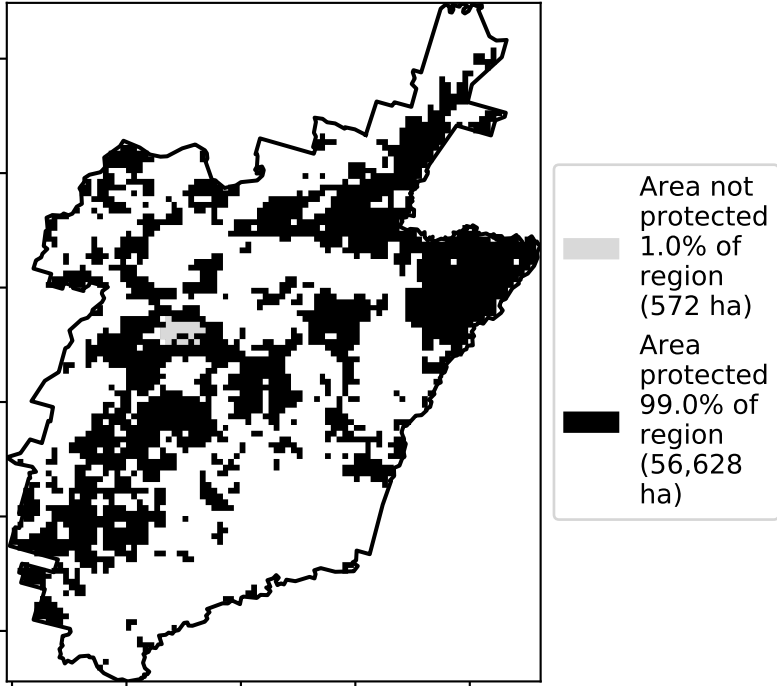 Area not
protected
1.0% of
region
(572 ha)
Area
protected
99.0% of
region
(56,628
ha)